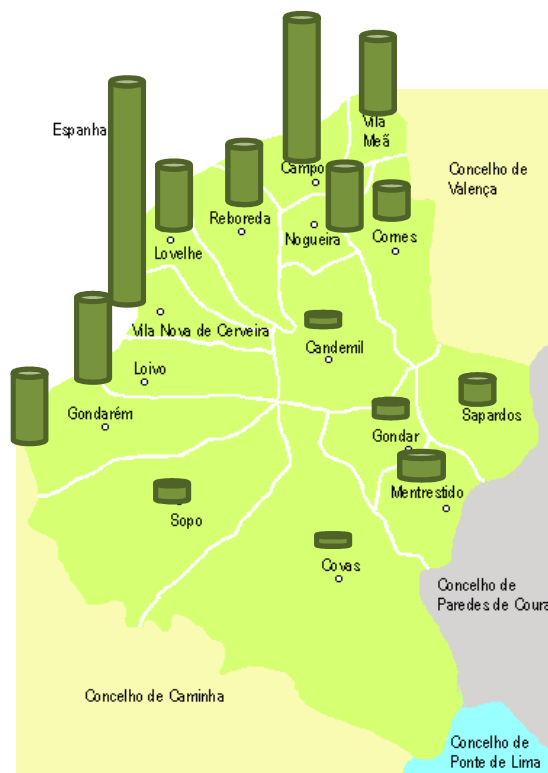 Espanha
Vila
Meã
Campo
Concelho de
Valença
Reboreda
Lovelhe
Nogueira
Cornes
Vila Nova de Cerveira
Candemil
Loivo
Gondarém
Sapardos
Gondar
Mentrestido
Sopo
Covas
Concelho de
Paredes de Coura
Concelho de Caminha
Concelho de
Ponte de Lima